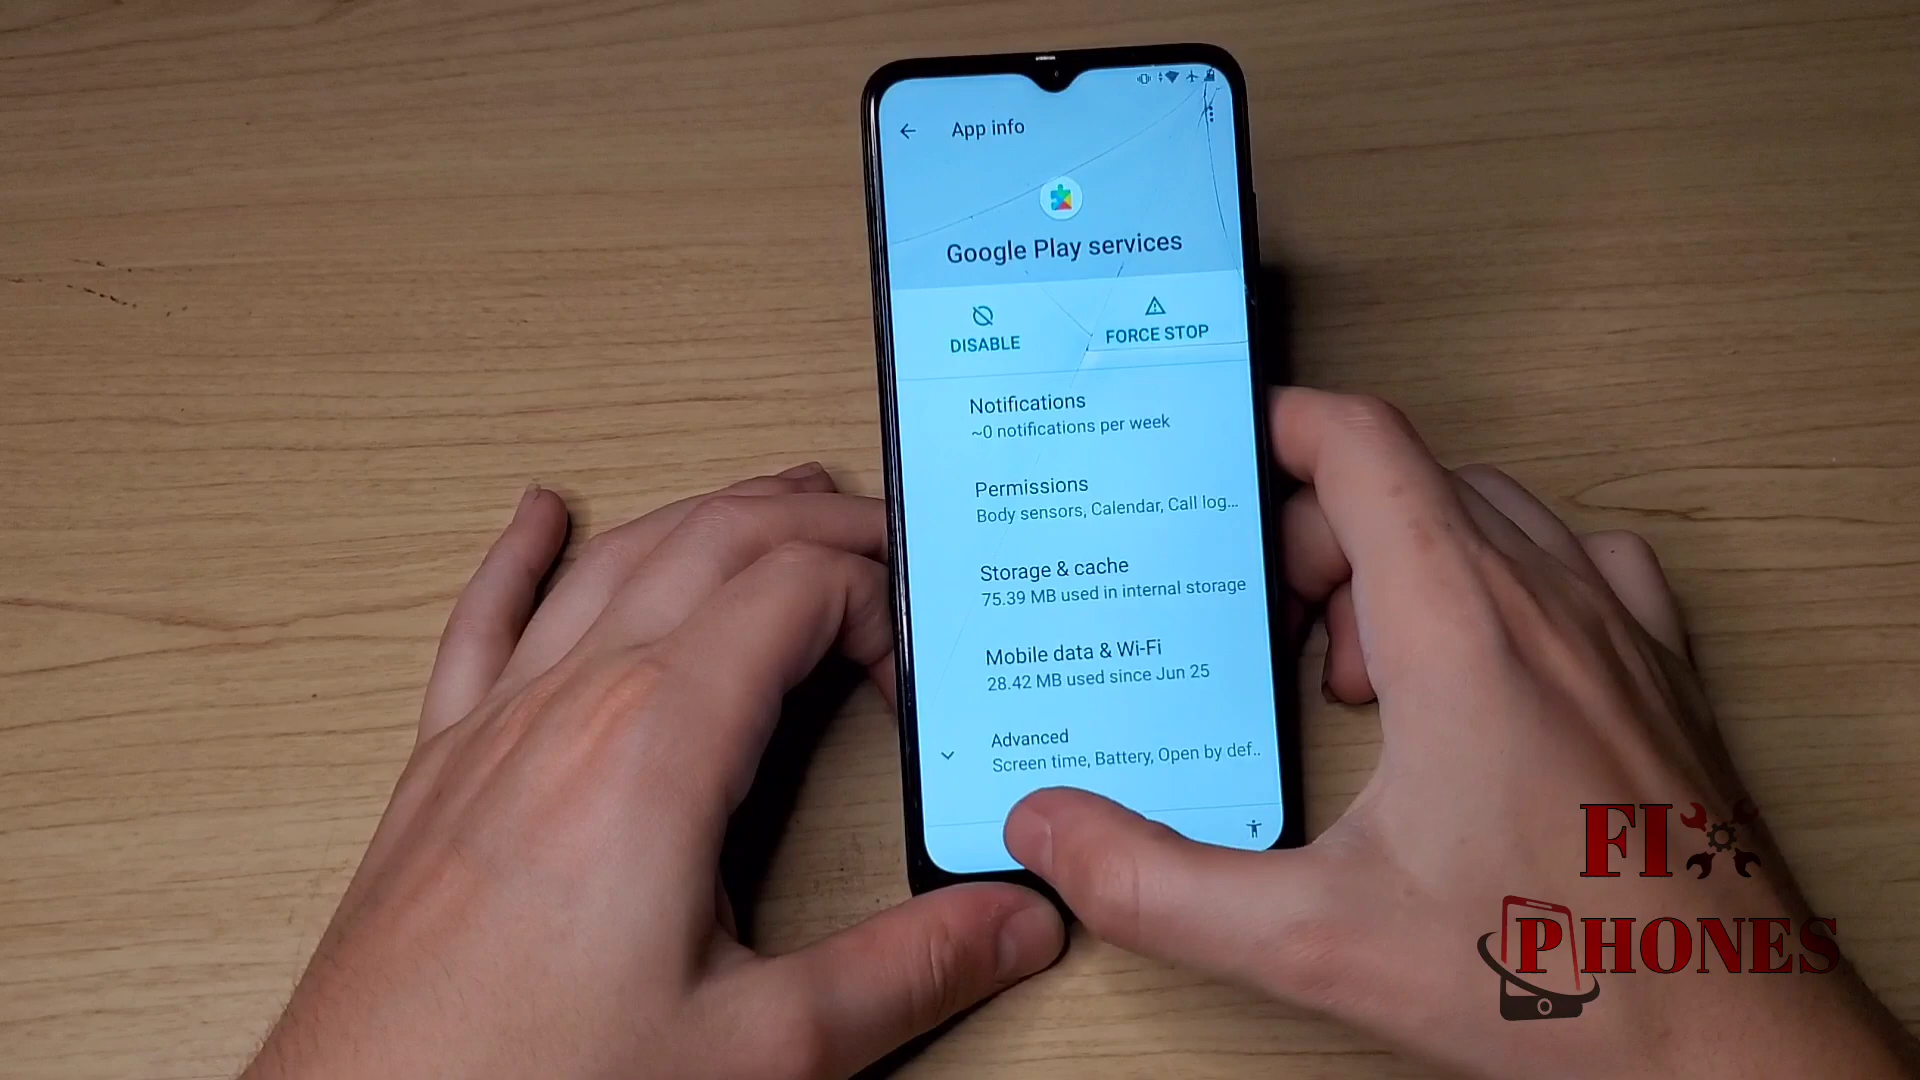 App info
Google Play services
DISABLE
FORCE STOP
Notifications
~0 notifications per week
Permissions
Body sensors, Calendar, Call log...
Storage & cache
75.39 MB used in internal storage
Mobile data & Wi-Fi
28.42 MB used since Jun 25
Advanced
Screen time, Battery, Open by def..
FIX
PHONES